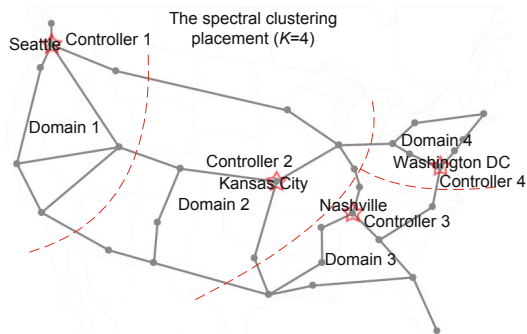 The spectral clustering
placement (K=4)
Seattle
Controller 1
Domain 1
Controller 2
Kansas City
Domain 2
Domain 4
Washington DC
Controller 4
Nashville
Controller 3
Domain 3